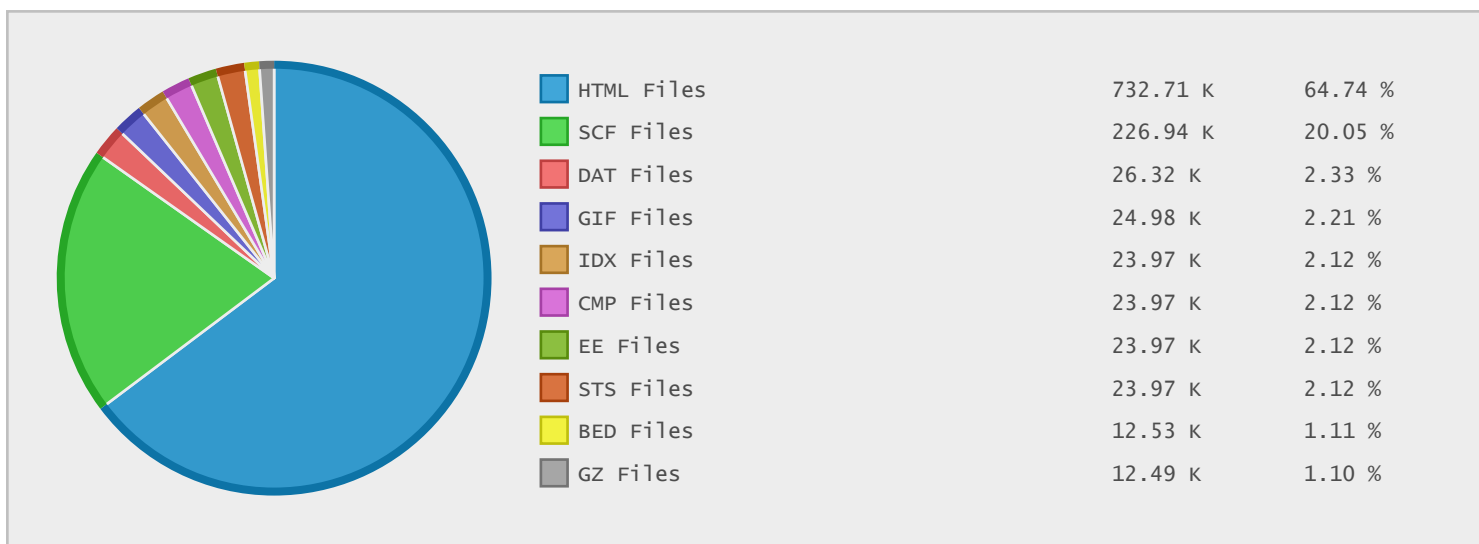 HTML Files 732.71 K 64.74 %
SCF Files 226.94 K 20.05 %
DAT Files 26.32 K 2.33 %
GIF Files 24.98 K 2.21 %
IDX Files 23.97 K 2.12 %
CMP Files 23.97 K 2.12 %
EE Files 23.97 K 2.12 %
STS Files 23.97 K 2.12 %
BED Files 12.53 K 1.11 %
GZ Files 12.49 K 1.10 %